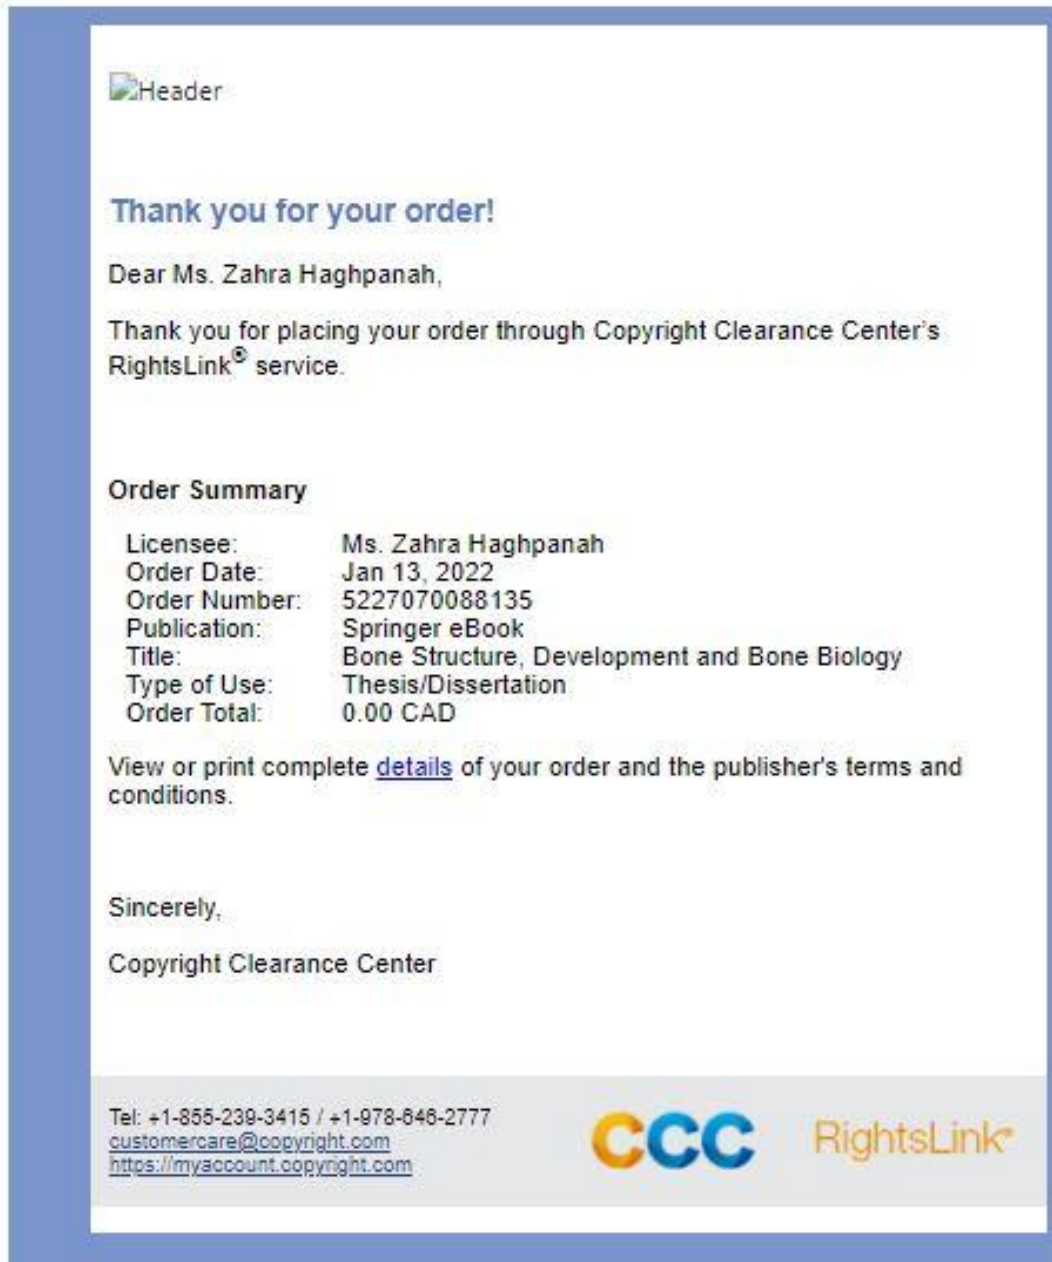 Header
Thank you for your order!
Dear Ms. Zahra Haghpanah,
Thank you for placing your order through Copyright Clearance Center's
RightsLink® service.
Order Summary
Licensee: Ms. Zahra Haghpanah
Order Date: Jan 13, 2022
Order Number: 5227070088135
Publication: Springer eBook
Title: Bone Structure, Development and Bone Biology
Type of Use: Thesis/Dissertation
Order Total: 0.00 CAD
View or print complete details of your order and the publisher's terms and
conditions.
Sincerely,
Copyright Clearance Center
Tel: +1-855-239-3415 / +1-978-646-2777
customercare@copyright.com
https://myaccount.copyright.com
CCC RightsLink®